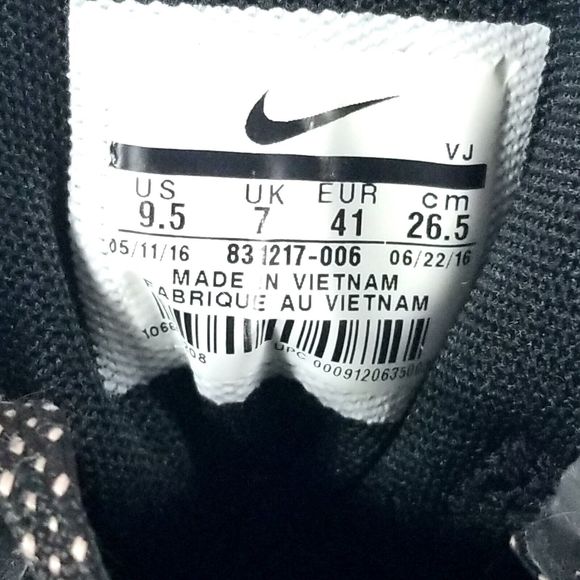 VJ
US UK EUR cm
9.5 7 41 26.5
05/11/16 831217-006 06/22/16
MADE IN VIETNAM
FABRIQUE AU VIETNAM
UPC